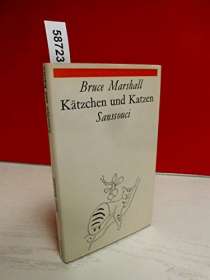 58723
Bruce Marshall
Kätzchen und Katzen
Sanssouci